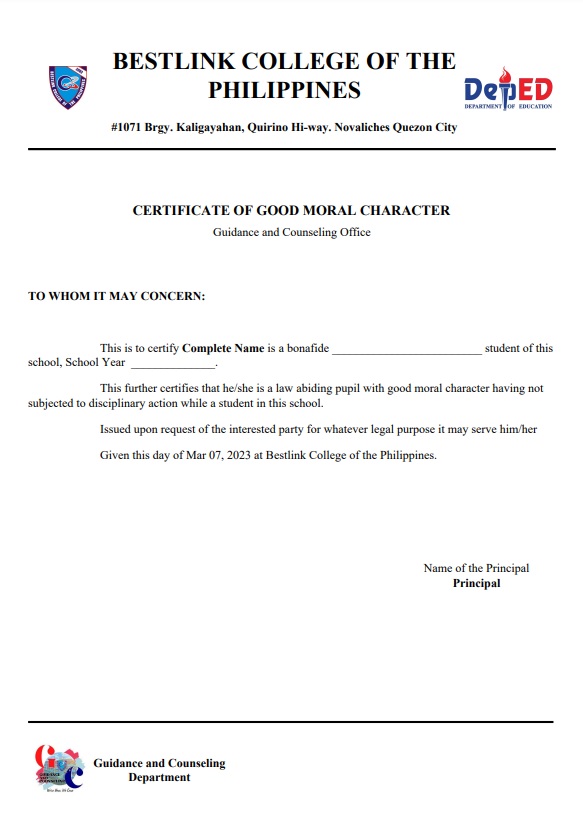 BESTLINK COLLEGE OF THE
PHILIPPINES
DepED
DEPARTMENT OF EDUCATION
#1071 Brgy. Kaligayahan, Quirino Hi-way. Novaliches Quezon City
CERTIFICATE OF GOOD MORAL CHARACTER
Guidance and Counseling Office
TO WHOM IT MAY CONCERN:
This is to certify Complete Name is a bonafide _________________________ student of this
school, School Year ______________.
This further certifies that he/she is a law abiding pupil with good moral character having not
subjected to disciplinary action while a student in this school.
Issued upon request of the interested party for whatever legal purpose it may serve him/her
Given this day of Mar 07, 2023 at Bestlink College of the Philippines.
Name of the Principal
Principal
Guidance and Counseling
Department